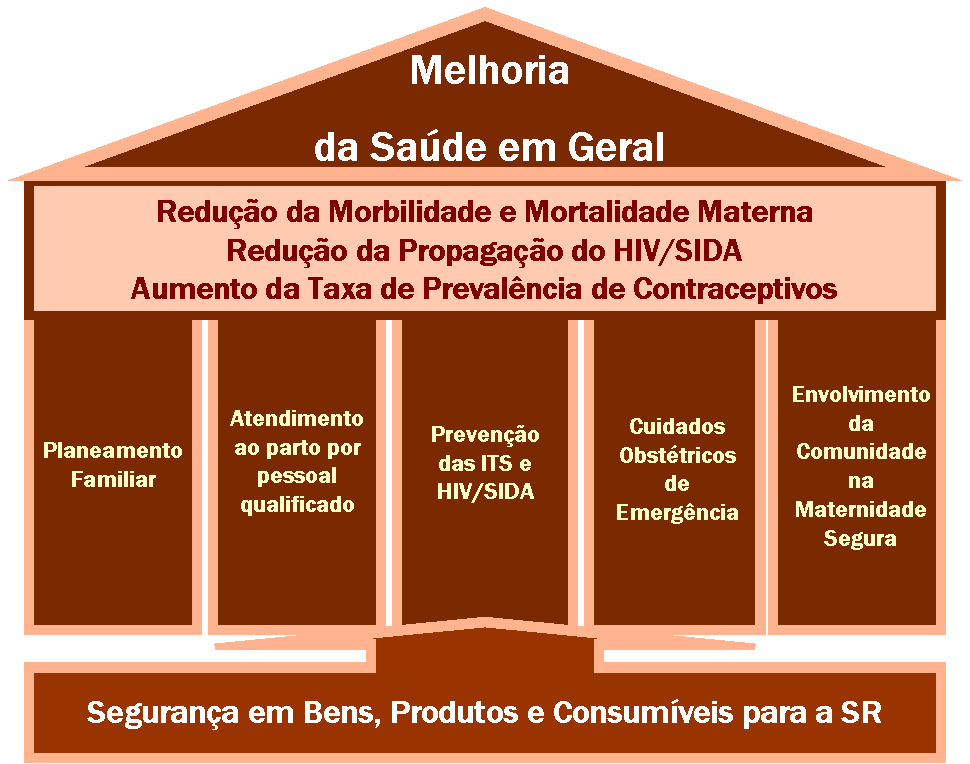 Melhoria
da Saúde em Geral
Redução da Morbilidade e Mortalidade Materna
Redução da Propagação do HIV/SIDA
Aumento da Taxa de Prevalência de Contraceptivos
Planeamento
Familiar
Atendimento
ao parto por
pessoal
qualificado
Prevenção
das ITS e
HIV/SIDA
Cuidados
Obstétricos
de
Emergência
Envolvimento
da
Comunidade
na
Maternidade
Segura
Segurança em Bens, Produtos e Consumíveis para a SR